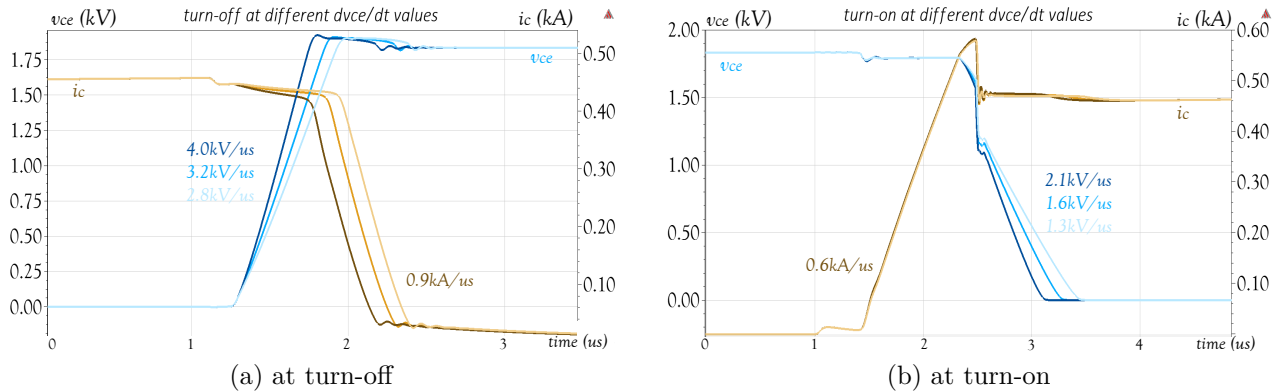 vce (kV)
turn-off at different dvce/dt values
ic (kA)
1.75
1.50
1.25
1.00
0.75
0.50
0.25
0.00
0.50
0.40
0.30
0.20
0.10
ic
vce
4.0kV/us
3.2kV/us
2.8kV/us
0.9kA/us
0
1
2
3
time (us)
(a) at turn-off
vce (kV)
turn-on at different dvce/dt values
ic (kA)
2.00
1.50
1.00
0.50
0.00
0.60
0.50
0.40
0.30
0.20
0.10
vce
ic
2.1kV/us
1.6kV/us
1.3kV/us
0.6kA/us
0
1
2
3
4
time (us)
(b) at turn-on